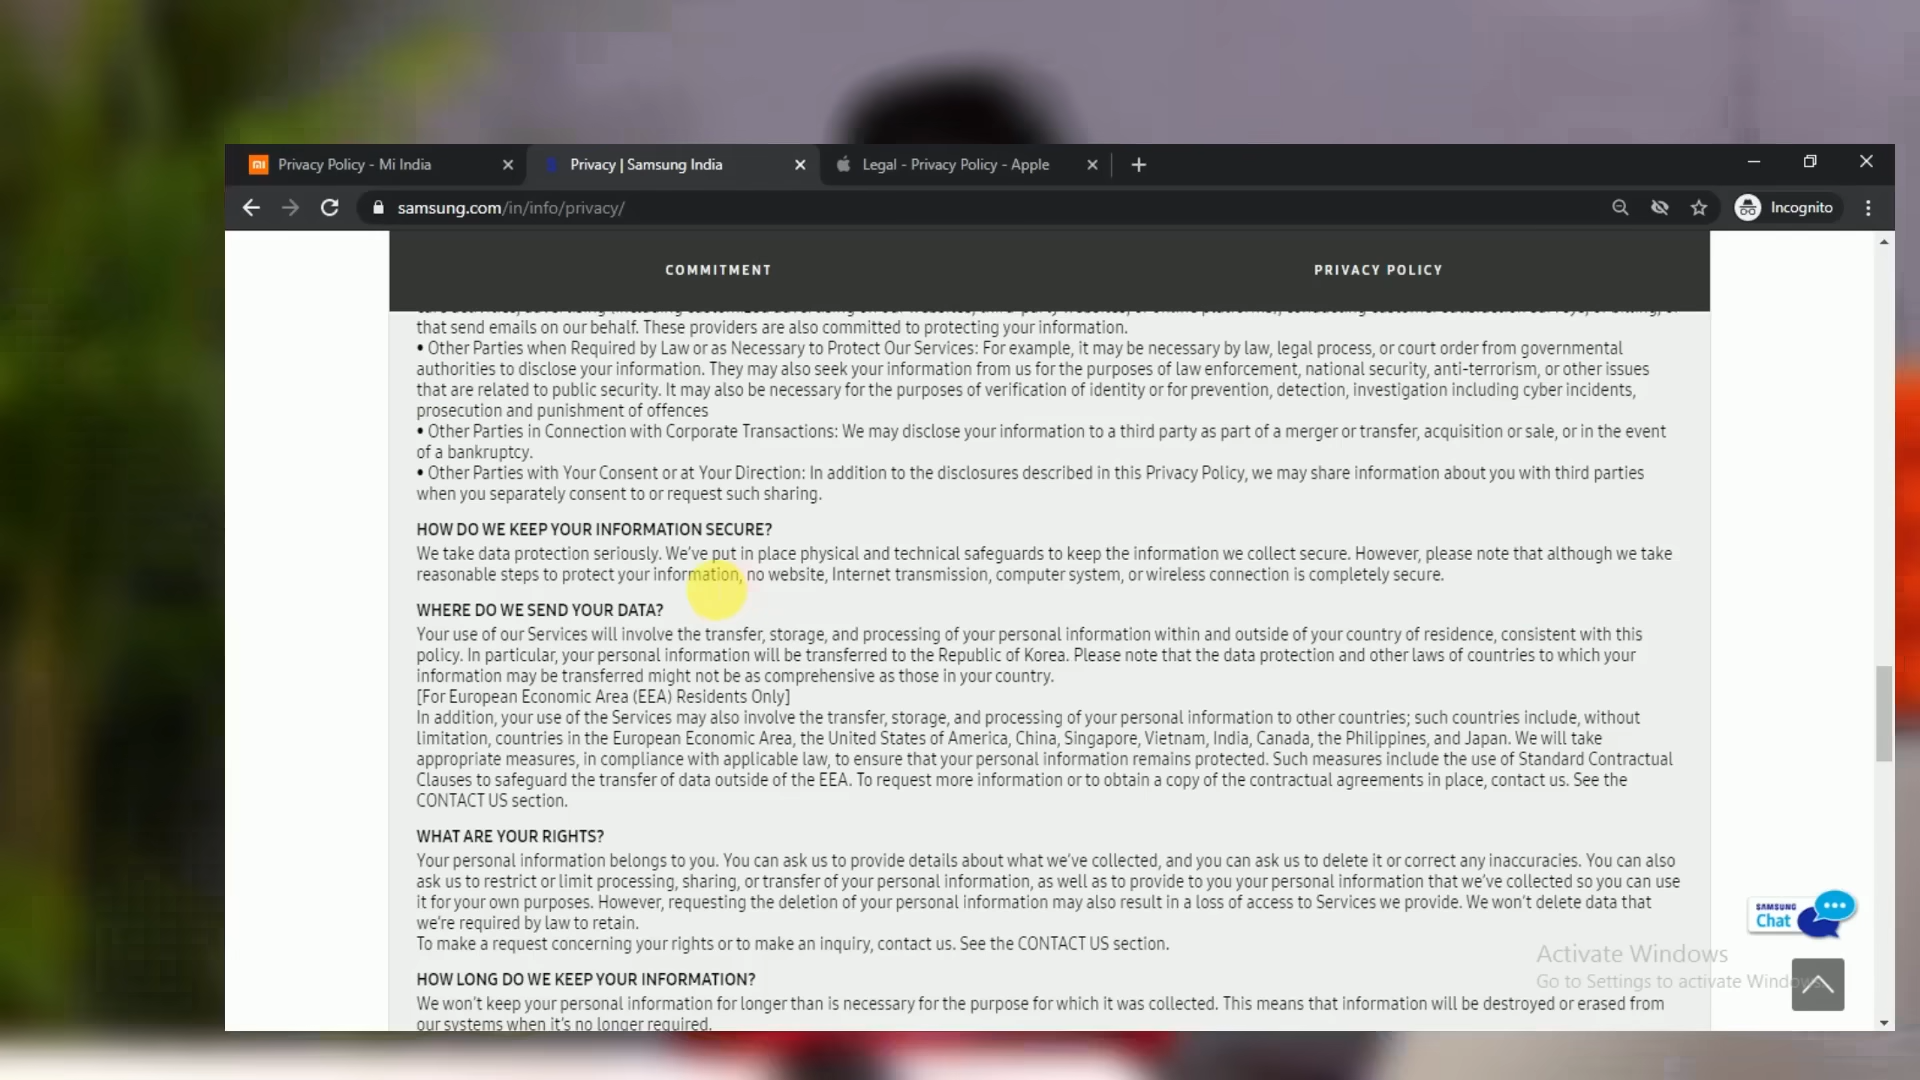 Privacy Policy - Mi India
Privacy | Samsung India
Legal - Privacy Policy - Apple
samsung.com/in/info/privacy/
Incognito
COMMITMENT
PRIVACY POLICY
that send emails on our behalf. These providers are also committed to protecting your information.
• Other Parties when Required by Law or as Necessary to Protect Our Services: For example, it may be necessary by law, legal process, or court order from governmental
authorities to disclose your information. They may also seek your information from us for the purposes of law enforcement, national security, anti-terrorism, or other issues
that are related to public security. It may also be necessary for the purposes of verification of identity or for prevention, detection, investigation including cyber incidents,
prosecution and punishment of offences
• Other Parties in Connection with Corporate Transactions: We may disclose your information to a third party as part of a merger or transfer, acquisition or sale, or in the event
of a bankruptcy.
• Other Parties with Your Consent or at Your Direction: In addition to the disclosures described in this Privacy Policy, we may share information about you with third parties
when you separately consent to or request such sharing.
HOW DO WE KEEP YOUR INFORMATION SECURE?
We take data protection seriously. We've put in place physical and technical safeguards to keep the information we collect secure. However, please note that although we take
reasonable steps to protect your information, no website, Internet transmission, computer system, or wireless connection is completely secure.
WHERE DO WE SEND YOUR DATA?
Your use of our Services will involve the transfer, storage, and processing of your personal information within and outside of your country of residence, consistent with this
policy. In particular, your personal information will be transferred to the Republic of Korea. Please note that the data protection and other laws of countries to which your
information may be transferred might not be as comprehensive as those in your country.
[For European Economic Area (EEA) Residents Only]
In addition, your use of the Services may also involve the transfer, storage, and processing of your personal information to other countries; such countries include, without
limitation, countries in the European Economic Area, the United States of America, China, Singapore, Vietnam, India, Canada, the Philippines, and Japan. We will take
appropriate measures, in compliance with applicable law, to ensure that your personal information remains protected. Such measures include the use of Standard Contractual
Clauses to safeguard the transfer of data outside of the EEA. To request more information or to obtain a copy of the contractual agreements in place, contact us. See the
CONTACT US section.
WHAT ARE YOUR RIGHTS?
Your personal information belongs to you. You can ask us to provide details about what we've collected, and you can ask us to delete it or correct any inaccuracies. You can also
ask us to restrict or limit processing, sharing, or transfer of your personal information, as well as to provide to you your personal information that we've collected so you can use
it for your own purposes. However, requesting the deletion of your personal information may also result in a loss of access to Services we provide. We won't delete data that
we're required by law to retain.
To make a request concerning your rights or to make an inquiry, contact us. See the CONTACT US section.
SAMSUNG
Chat
Activate Windows
Go to Settings to activate Windows.
HOW LONG DO WE KEEP YOUR INFORMATION?
We won't keep your personal information for longer than is necessary for the purpose for which it was collected. This means that information will be destroyed or erased from
our systems when it's no longer required.